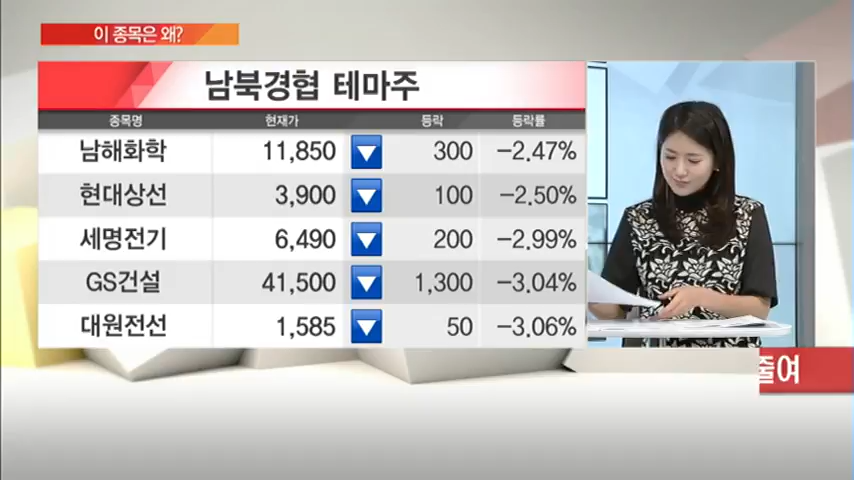 이 종목은 왜?
남북경협 테마주
종목명 현재가 등락 등락률
남해화학 11,850 ▼ 300 -2.47%
현대상선 3,900 ▼ 100 -2.50%
세명전기 6,490 ▼ 200 -2.99%
GS건설 41,500 ▼ 1,300 -3.04%
대원전선 1,585 ▼ 50 -3.06%
줄여